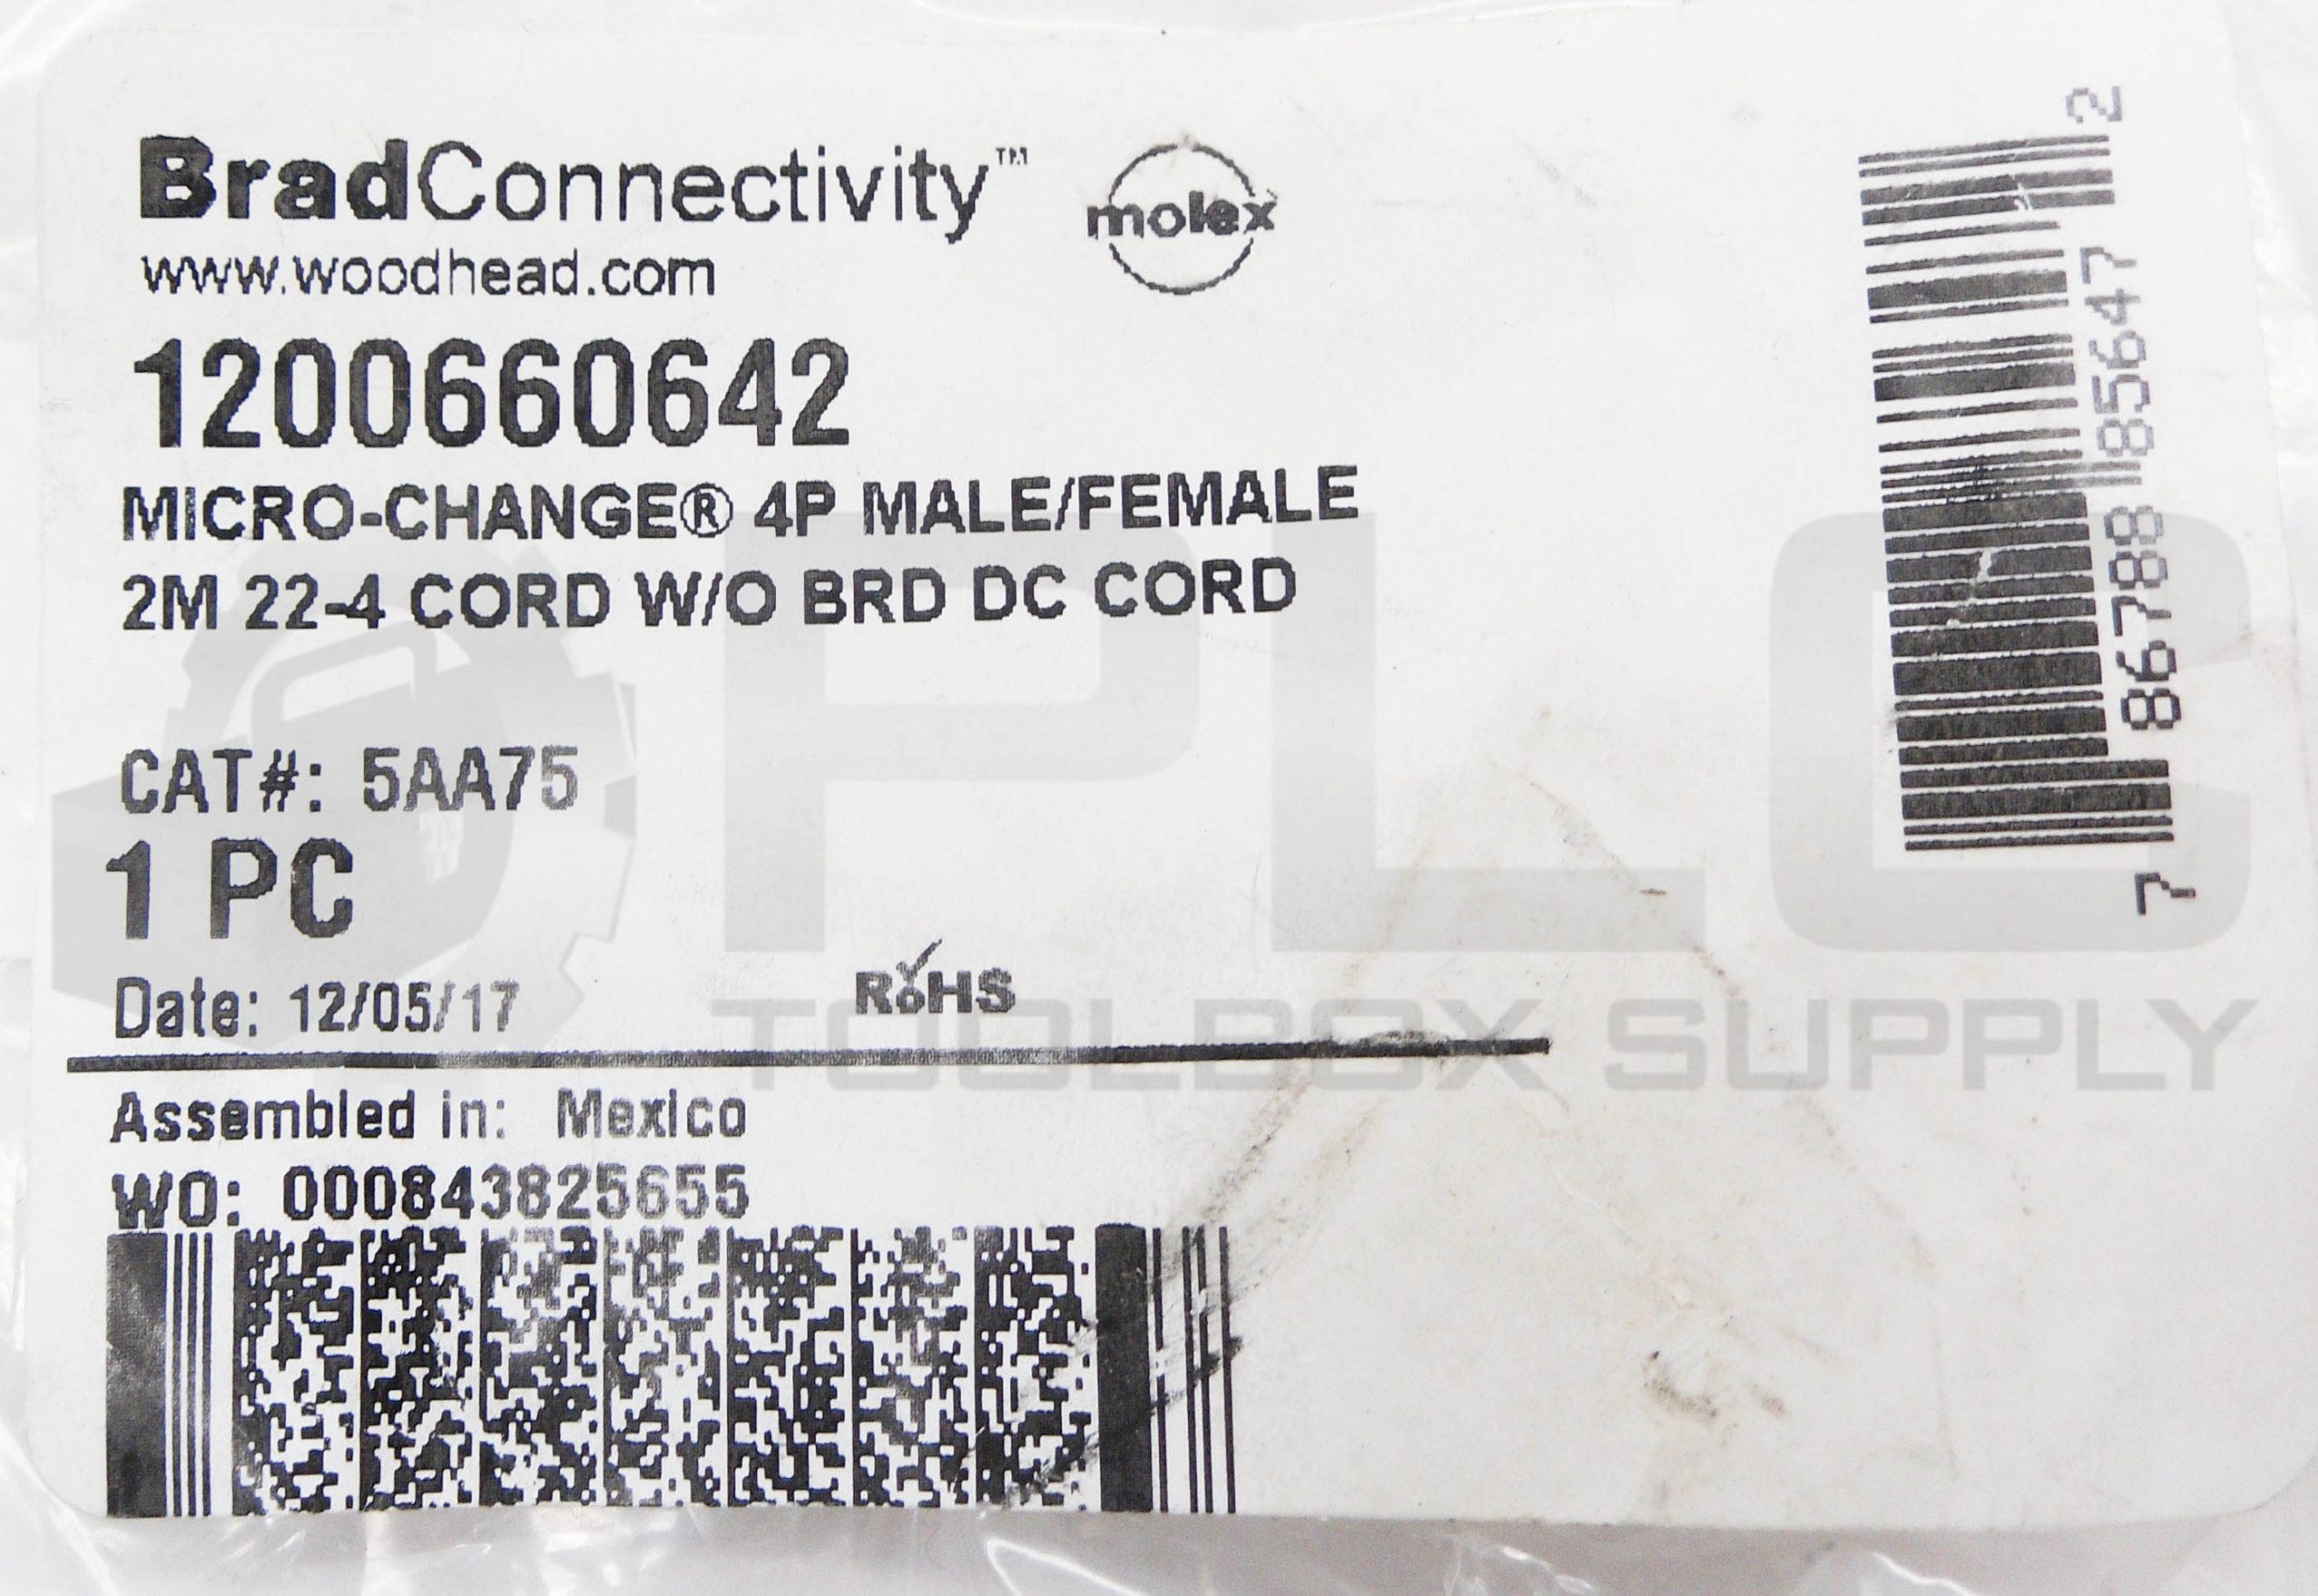 BradConnectivity™ molex
www.woodhead.com
1200660642
MICRO-CHANGE® 4P MALE/FEMALE
2M 22-4 CORD W/O BRD DC CORD
CAT#: 5AA75
1 PC
Date: 12/05/17 RoHS
Assembled in: Mexico
WO: 000843825655
7 86788 85647 2
PLC
TOOLBOX SUPPLY